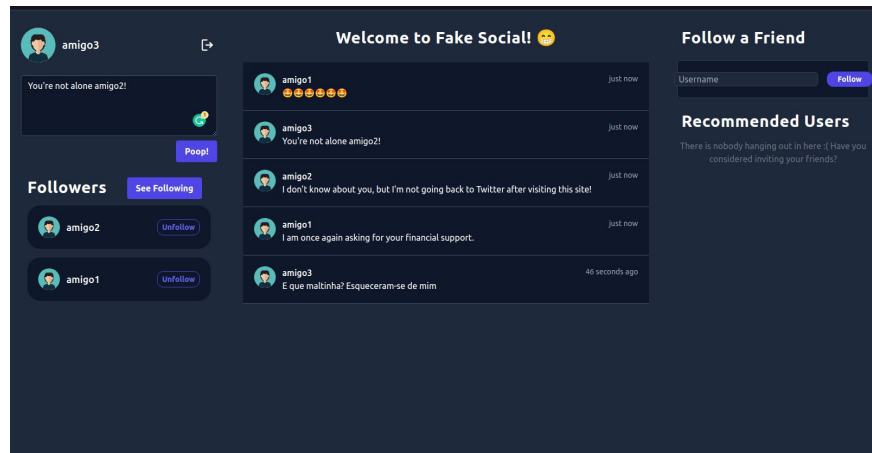 amigo3
You're not alone amigo2!
Poop!
Followers
See Following
amigo2
Unfollow
amigo1
Unfollow
Welcome to Fake Social! 😁
amigo1
just now
🤩🤩🤩🤩🤩🤩
amigo3
just now
You're not alone amigo2!
amigo2
just now
I don't know about you, but I'm not going back to Twitter after visiting this site!
amigo1
just now
I am once again asking for your financial support.
amigo3
46 seconds ago
E que maltinha? Esqueceram-se de mim
Follow a Friend
Username
Follow
Recommended Users
There is nobody hanging out in here :( Have you
considered inviting your friends?